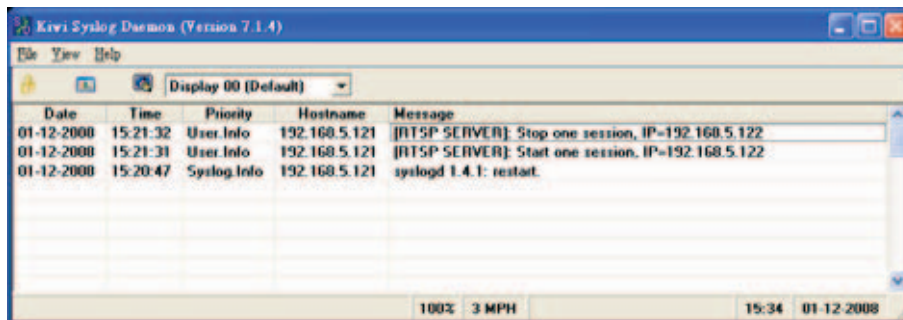 Kiwi Syslog Daemon (Version 7.1.4)
File View Help
Display 00 (Default)
Date Time Priority Hostname Message
01-12-2008 15:21:32 User.Info 192.168.5.121 [RTSP SERVER]: Stop one session, IP=192.168.5.122
01-12-2008 15:21:31 User.Info 192.168.5.121 [RTSP SERVER]: Start one session, IP=192.168.5.122
01-12-2008 15:20:47 Syslog.Info 192.168.5.121 syslogd 1.4.1: restart.
100% 3 MPH 15:34 01-12-2008